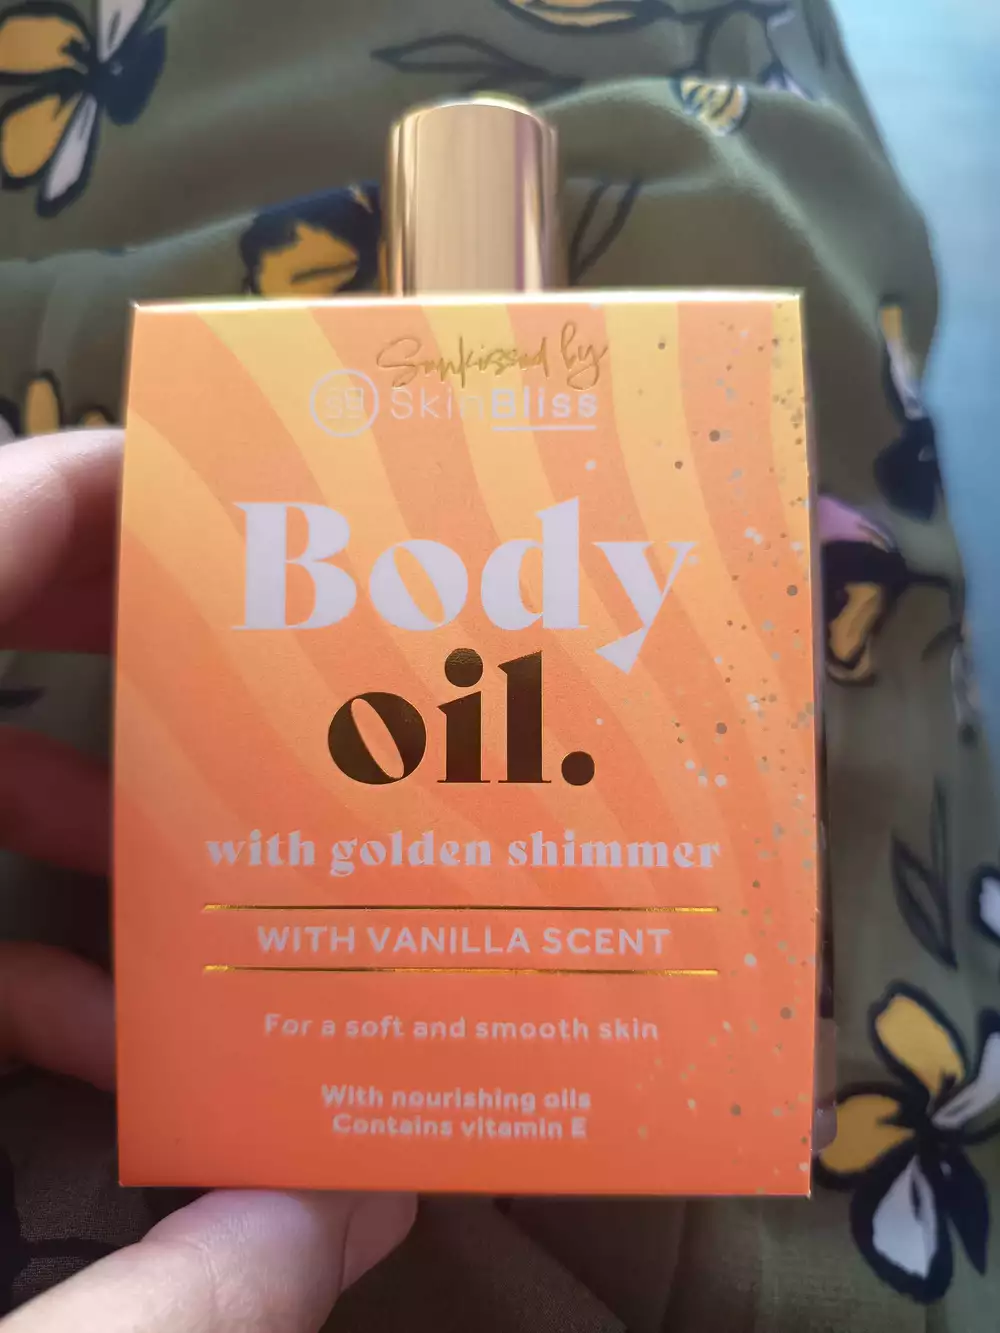 Sunkissed by
SB SkinBliss
Body
oil.
with golden shimmer
WITH VANILLA SCENT
For a soft and smooth skin
With nourishing oils
Contains vitamin E